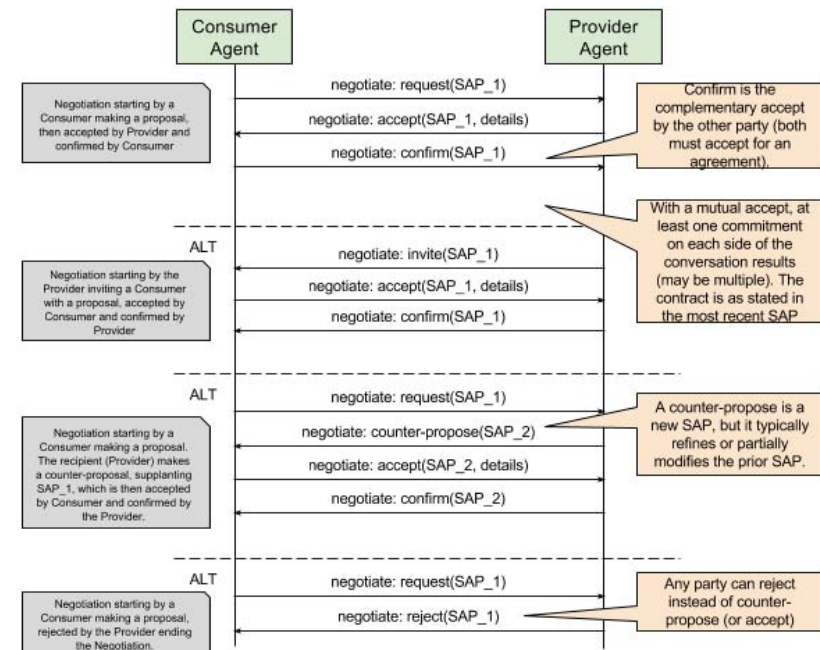 Consumer
Agent
Provider
Agent
Negotiation starting by a
Consumer making a proposal,
then accepted by Provider and
confirmed by Consumer
negotiate: request(SAP_1)
negotiate: accept(SAP_1, details)
negotiate: confirm(SAP_1)
Confirm is the
complementary accept
by the other party (both
must accept for an
agreement).
With a mutual accept, at
least one commitment
on each side of the
conversation results
(may be multiple). The
contract is as stated in
the most recent SAP
ALT
Negotiation starting by the
Provider inviting a Consumer
with a proposal, accepted by
Consumer and confirmed by
Provider
negotiate: invite(SAP_1)
negotiate: accept(SAP_1, details)
negotiate: confirm(SAP_1)
ALT
Negotiation starting by a
Consumer making a proposal.
The recipient (Provider) makes
a counter-proposal, supplanting
SAP_1, which is then accepted
by Consumer and confirmed by
the Provider.
negotiate: request(SAP_1)
negotiate: counter-propose(SAP_2)
negotiate: accept(SAP_2, details)
negotiate: confirm(SAP_2)
A counter-propose is a
new SAP, but it typically
refines or partially
modifies the prior SAP.
ALT
Negotiation starting by a
Consumer making a proposal,
rejected by the Provider ending
the Negotiation.
negotiate: request(SAP_1)
negotiate: reject(SAP_1)
Any party can reject
instead of counter-
propose (or accept)